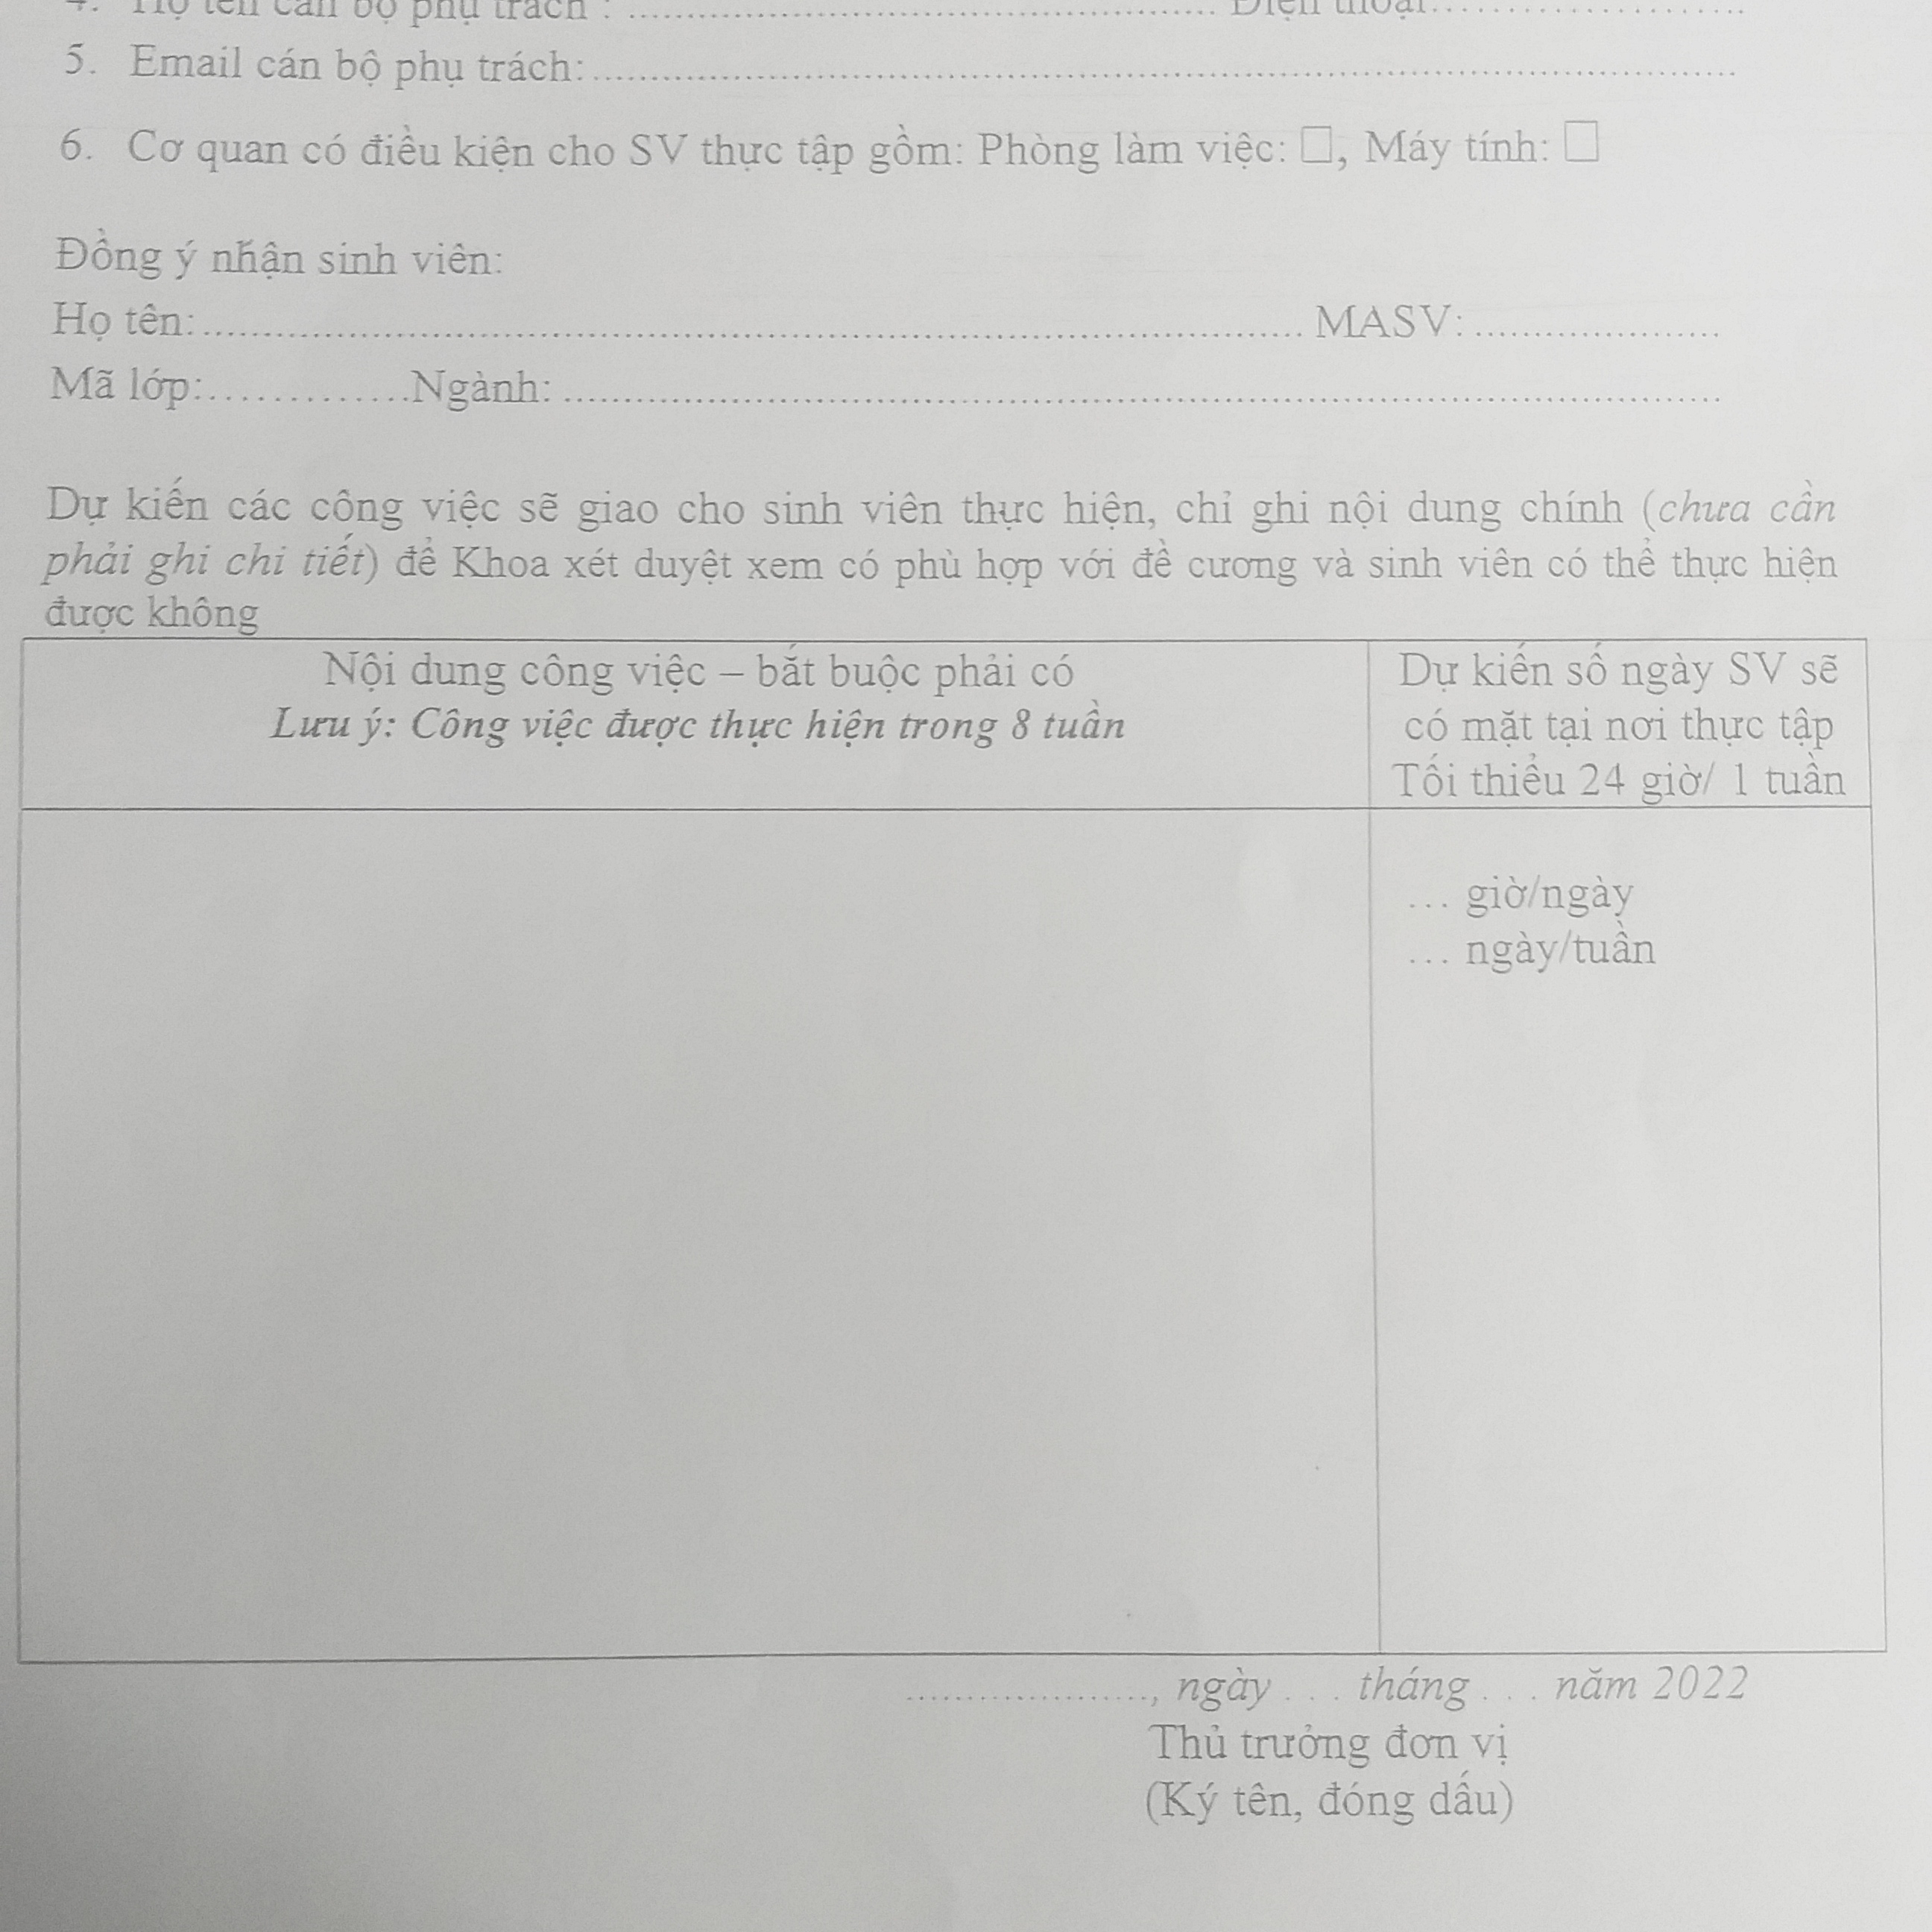 4. Họ tên cán bộ phụ trách : ........................................................................ Điện thoại.........................
5. Email cán bộ phụ trách:..........................................................................................................................
6. Cơ quan có điều kiện cho SV thực tập gồm: Phòng làm việc: ☐, Máy tính: ☐
Đồng ý nhận sinh viên:
Họ tên:................................................................................................................ MASV: ........................
Mã lớp:...............Ngành: ........................................................................................................................
Dự kiến các công việc sẽ giao cho sinh viên thực hiện, chỉ ghi nội dung chính (chưa cần
phải ghi chi tiết) để Khoa xét duyệt xem có phù hợp với đề cương và sinh viên có thể thực hiện
được không
Nội dung công việc – bắt buộc phải có
Lưu ý: Công việc được thực hiện trong 8 tuần
Dự kiến số ngày SV sẽ
có mặt tại nơi thực tập
Tối thiểu 24 giờ/ 1 tuần
… giờ/ngày
… ngày/tuần
........................, ngày . . . tháng . . . năm 2022
Thủ trưởng đơn vị
(Ký tên, đóng dấu)